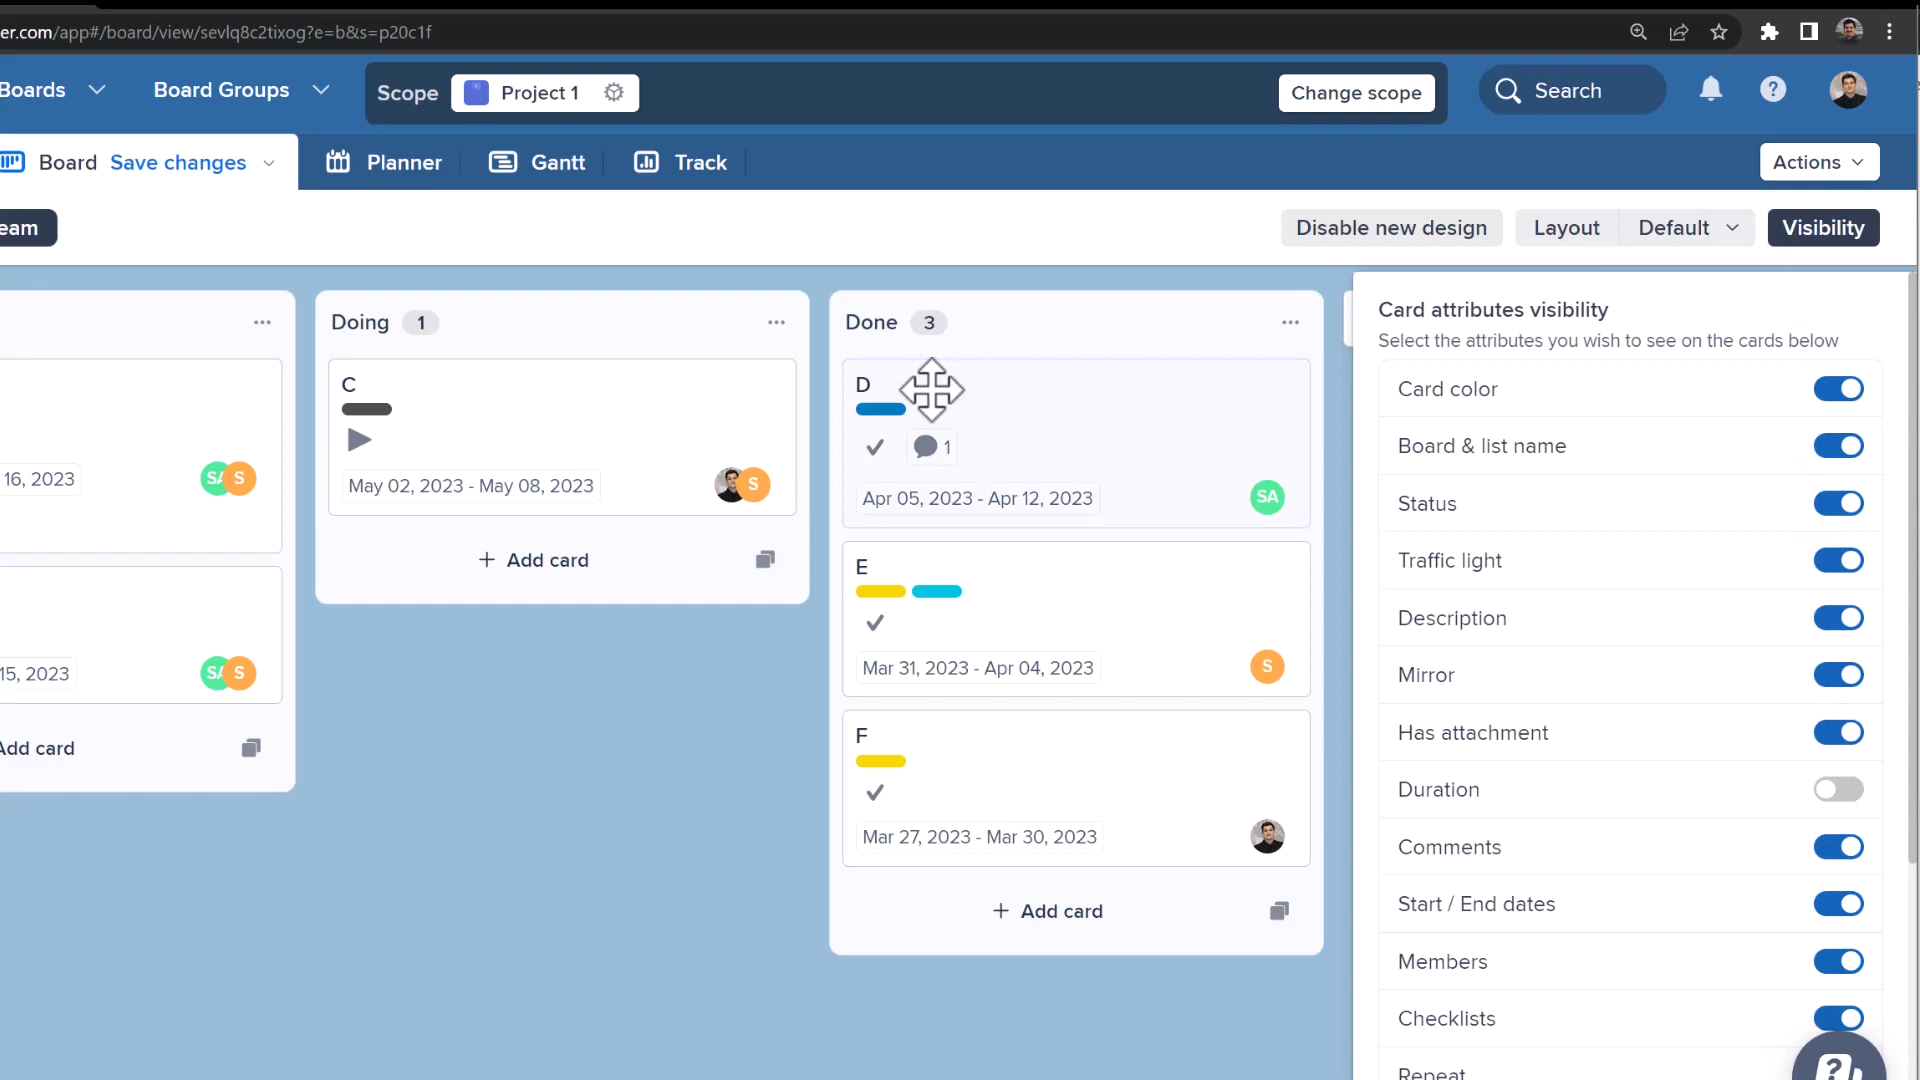 er.com/app#/board/view/sevlq8c2tixog?e=b&s=p20c1f
Boards
Board Groups
Scope
Project 1
Change scope
Search
?
Board
Save changes
Planner
Gantt
Track
Actions
eam
Disable new design
Layout
Default
Visibility
16, 2023
SA
S
15, 2023
SA
S
Add card
Doing
1
C
May 02, 2023 - May 08, 2023
S
+ Add card
Done
3
D
1
Apr 05, 2023 - Apr 12, 2023
SA
E
Mar 31, 2023 - Apr 04, 2023
S
F
Mar 27, 2023 - Mar 30, 2023
+ Add card
Card attributes visibility
Select the attributes you wish to see on the cards below
Card color
Board & list name
Status
Traffic light
Description
Mirror
Has attachment
Duration
Comments
Start / End dates
Members
Checklists
Repeat
?